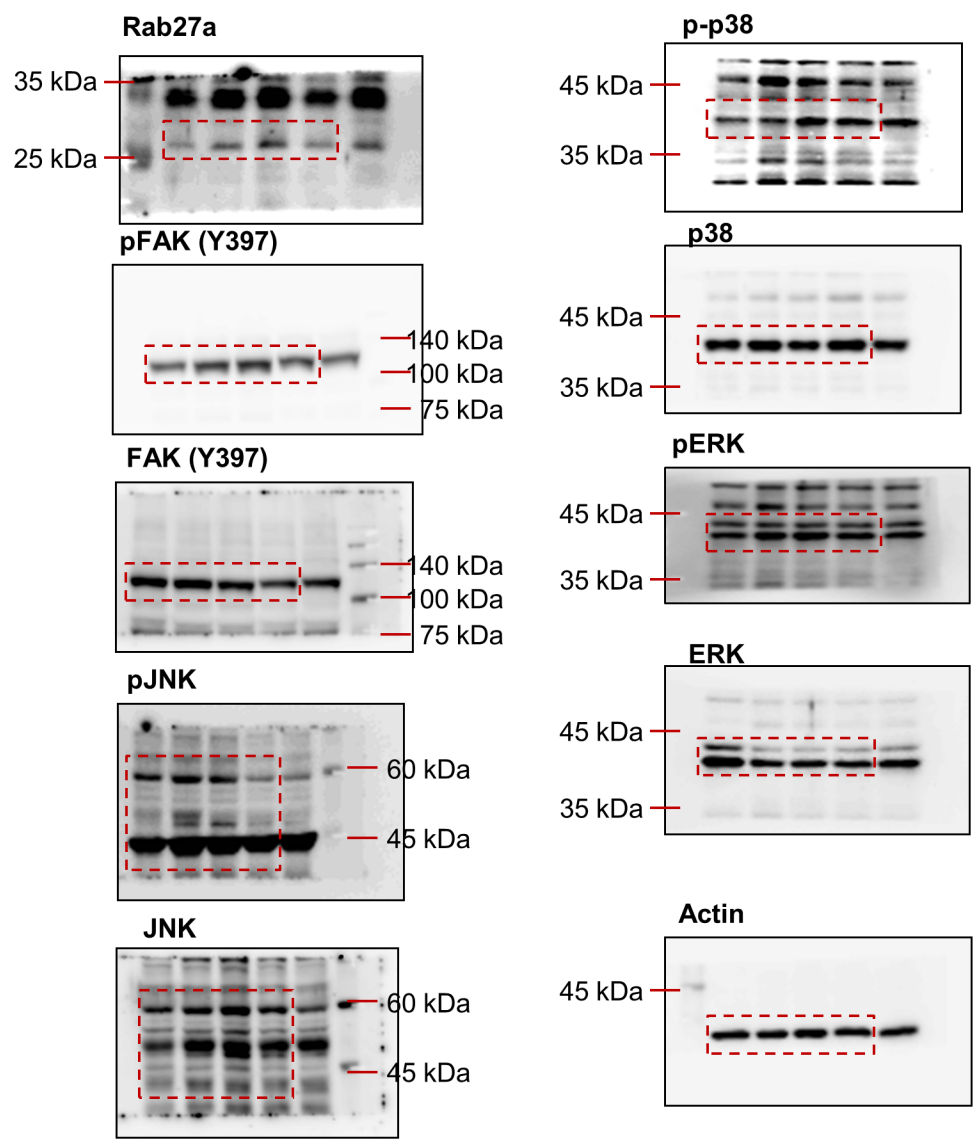 Rab27a
35 kDa
25 kDa
pFAK (Y397)
140 kDa
100 kDa
75 kDa
FAK (Y397)
140 kDa
100 kDa
75 kDa
pJNK
60 kDa
45 kDa
JNK
60 kDa
45 kDa
p-p38
45 kDa
35 kDa
p38
45 kDa
35 kDa
pERK
45 kDa
35 kDa
ERK
45 kDa
35 kDa
Actin
45 kDa